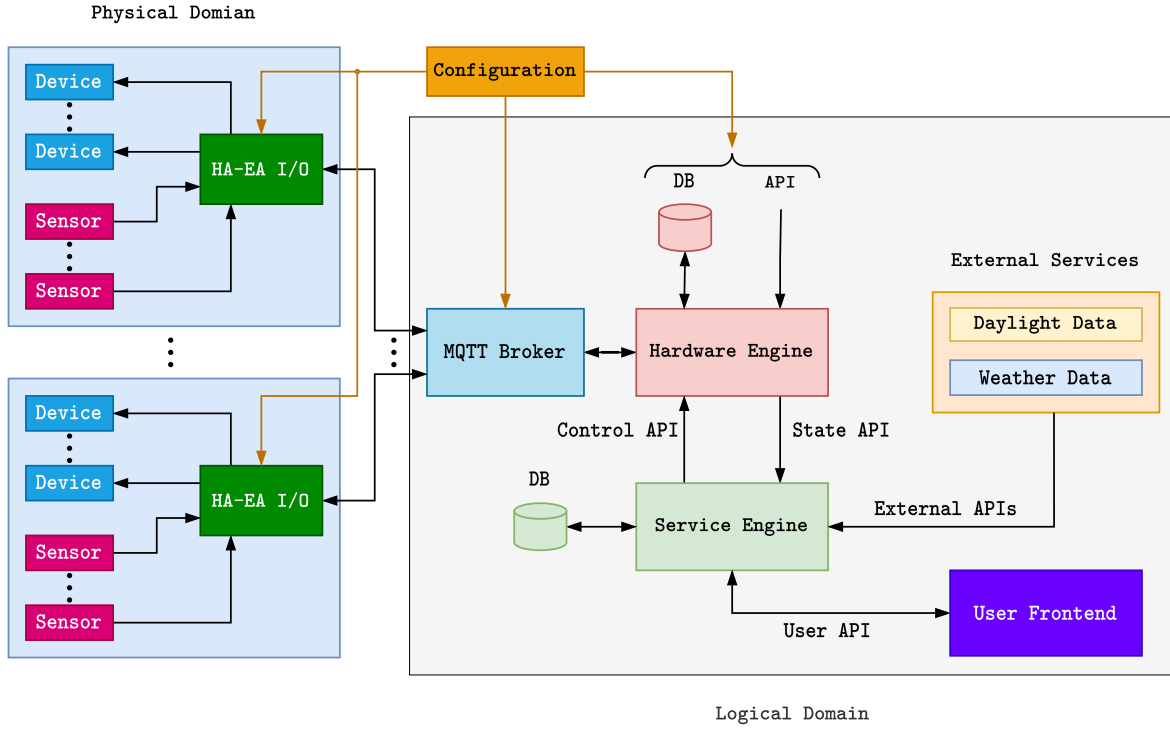 Physical Domian
Device
Device
HA-EA I/O
Sensor
Sensor
Configuration
DB
API
External Services
Daylight Data
Weather Data
MQTT Broker
Hardware Engine
Control API
State API
Device
Device
HA-EA I/O
Sensor
Sensor
DB
Service Engine
External APIs
User Frontend
User API
Logical Domain